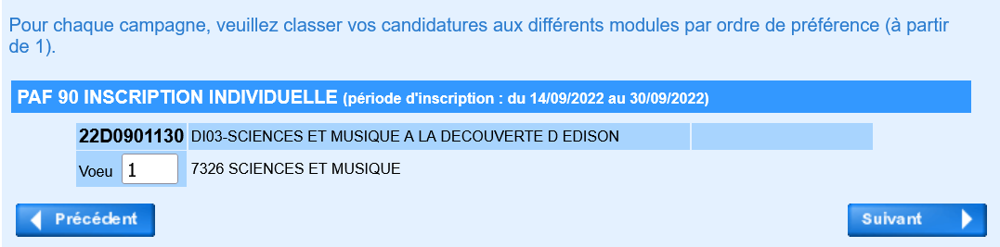 Pour chaque campagne, veuillez classer vos candidatures aux différents modules par ordre de préférence (à partir
de 1).
PAF 90 INSCRIPTION INDIVIDUELLE (période d'inscription : du 14/09/2022 au 30/09/2022)
22D0901130 DI03-SCIENCES ET MUSIQUE A LA DECOUVERTE D EDISON
Voeu 1 7326 SCIENCES ET MUSIQUE
Précédent Suivant